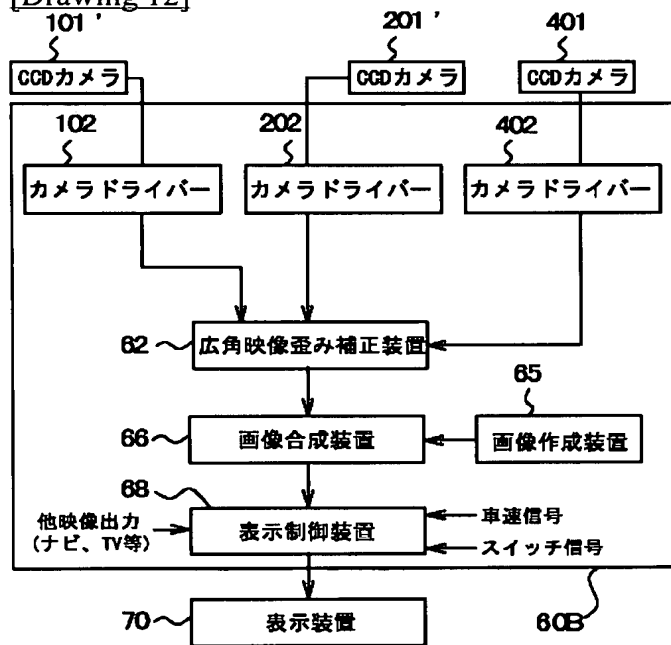 [Drawing 12]
101' 201' 401
CCDカメラ CCDカメラ CCDカメラ
102 202 402
カメラドライバー カメラドライバー カメラドライバー
62 広角映像歪み補正装置
65
66 画像合成装置 画像作成装置
68
他映像出力
(ナビ、TV等)
表示制御装置
車速信号
スイッチ信号
70 表示装置 60B